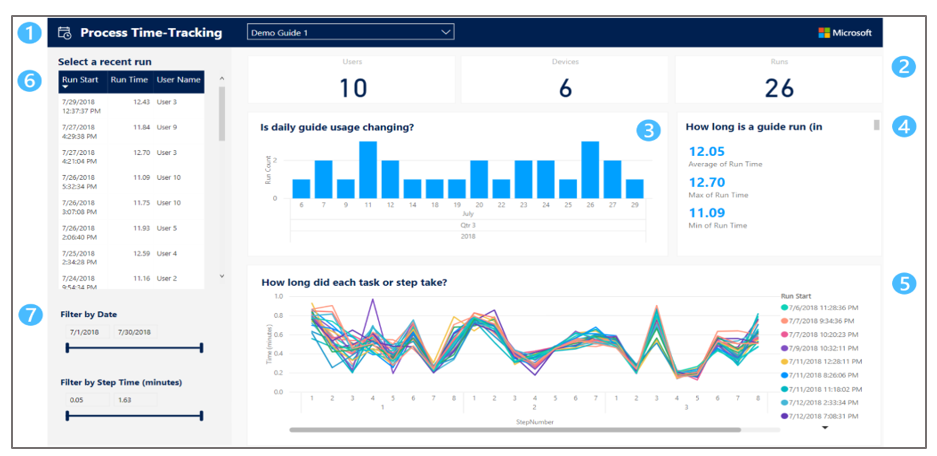 1
Process Time-Tracking
Demo Guide 1
Microsoft
6
Select a recent run
Run Start Run Time User Name
7/29/2018 12.43 User 3
12:37:37 PM
7/27/2018 11.84 User 9
4:29:38 PM
7/27/2018 12.70 User 3
4:21:04 PM
7/26/2018 11.09 User 10
5:32:34 PM
7/26/2018 11.75 User 10
3:07:08 PM
7/26/2018 11.93 User 5
2:06:40 PM
7/25/2018 12.59 User 4
2:34:28 PM
7/24/2018 11.16 User 2
9:54:34 PM
7
Filter by Date
7/1/2018 7/30/2018
Filter by Step Time (minutes)
0.05 1.63
Users Devices Runs
10 6 26
2
Is daily guide usage changing?
3
Run Count
2
0
6 7 9 11 12 14 18 19 20 22 23 24 25 26 27 29
July
Qtr 3
2018
How long is a guide run (in
4
12.05
Average of Run Time
12.70
Max of Run Time
11.09
Min of Run Time
How long did each task or step take?
5
Time (minutes)
1.0
0.8
0.6
0.4
0.2
0.0
1 2 3 4 5 6 7 8 1 2 3 4 5 6 7 8 1 2 3 4 5 6 7 8
1 2 3
StepNumber
Run Start
7/6/2018 11:28:36 PM
7/7/2018 9:34:36 PM
7/7/2018 10:20:23 PM
7/9/2018 10:32:11 PM
7/11/2018 12:28:11 PM
7/11/2018 8:26:06 PM
7/11/2018 11:18:02 PM
7/12/2018 2:33:34 PM
7/12/2018 7:08:31 PM